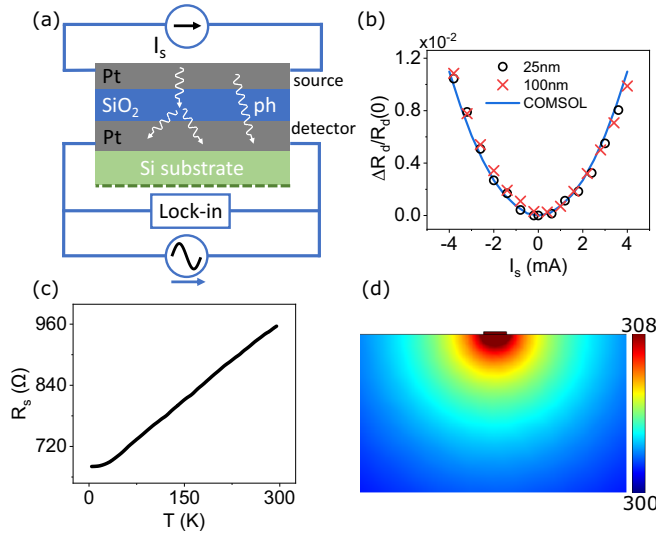 (a)
I_s
Pt
source
SiO₂
ph
Pt
detector
Si substrate
Lock-in
(b)
x10⁻²
1.2
0.8
0.4
0.0
ΔR_d/R_d(0)
25nm
100nm
COMSOL
-4 -2 0 2 4
I_s (mA)
(c)
960
840
720
R_s (Ω)
0 150 300
T (K)
(d)
308
300